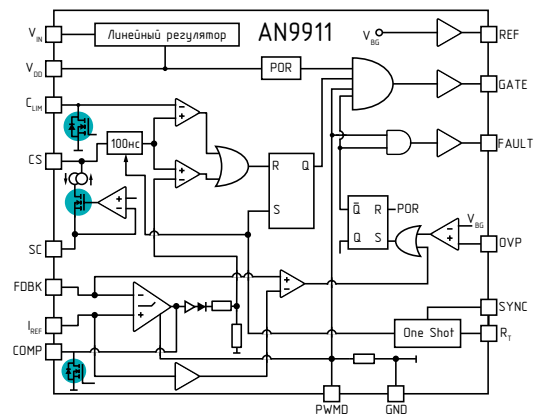 AN9911
V_IN
Линейный регулятор
V_BG
REF
V_DD
POR
GATE
C_LIM
100нс
FAULT
CS
R Q
S
SC
Q̄ R POR
Q S
V_BG
OVP
FDBK
I_REF
SYNC
One Shot
R_T
COMP
PWMD
GND